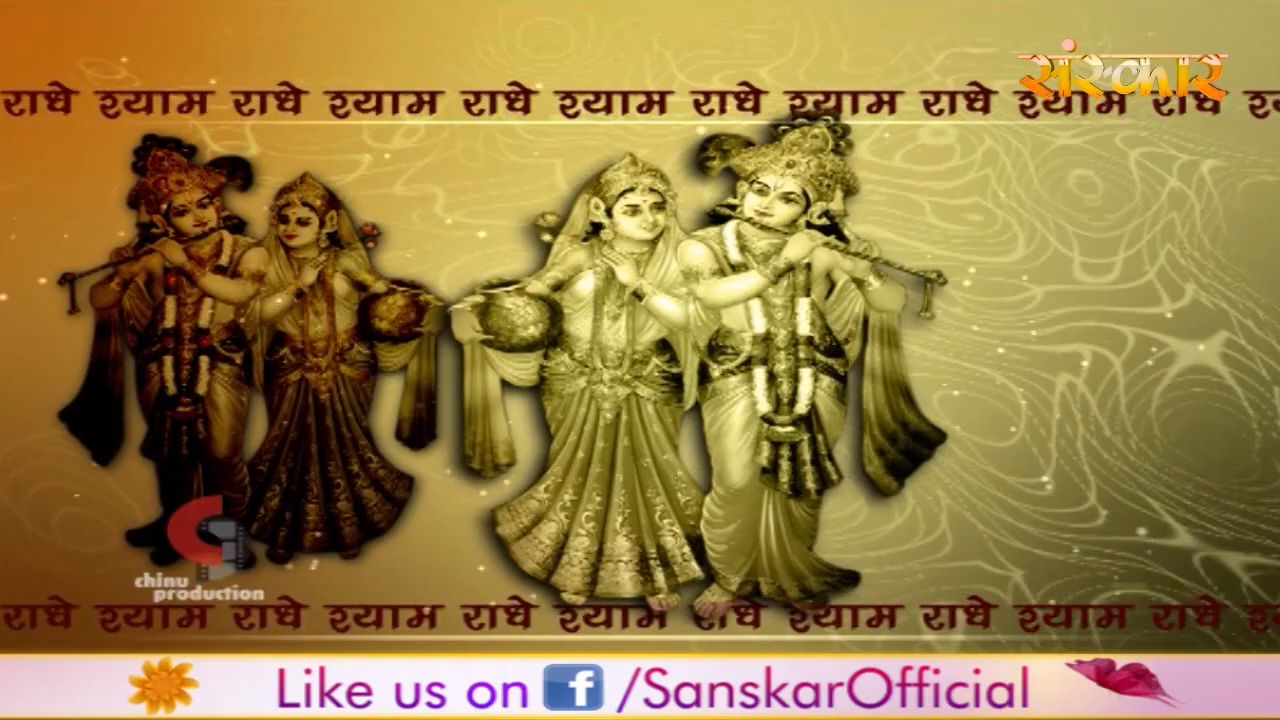 संस्कार
राधे श्याम राधे श्याम राधे श्याम राधे श्याम राधे श्याम राधे
chinu
production
राधे श्याम राधे श्याम राधे श्याम राधे श्याम राधे श्याम राधे
Like us on f /SanskarOfficial